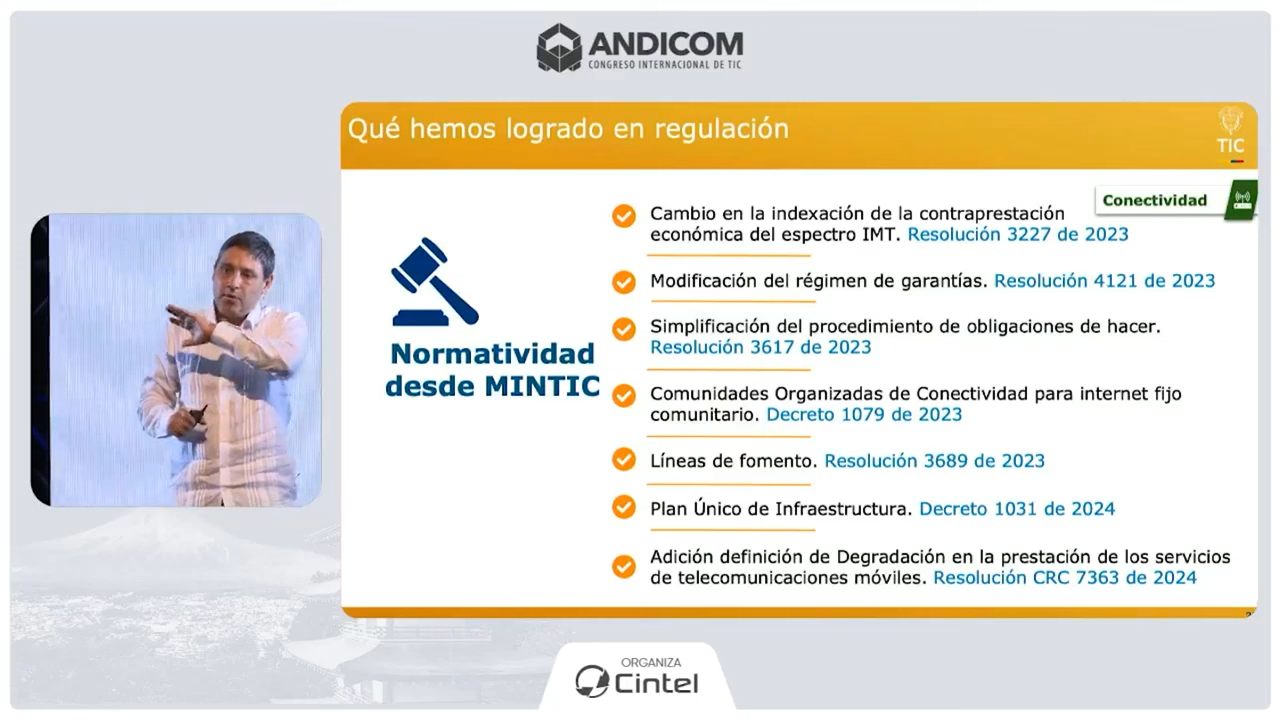 ANDICOM
CONGRESO INTERNACIONAL DE TIC
Qué hemos logrado en regulación
TIC
Conectividad
Normatividad
desde MINTIC
Cambio en la indexación de la contraprestación
económica del espectro IMT. Resolución 3227 de 2023
Modificación del régimen de garantías. Resolución 4121 de 2023
Simplificación del procedimiento de obligaciones de hacer.
Resolución 3617 de 2023
Comunidades Organizadas de Conectividad para internet fijo
comunitario. Decreto 1079 de 2023
Líneas de fomento. Resolución 3689 de 2023
Plan Único de Infraestructura. Decreto 1031 de 2024
Adición definición de Degradación en la prestación de los servicios
de telecomunicaciones móviles. Resolución CRC 7363 de 2024
ORGANIZA
Cintel